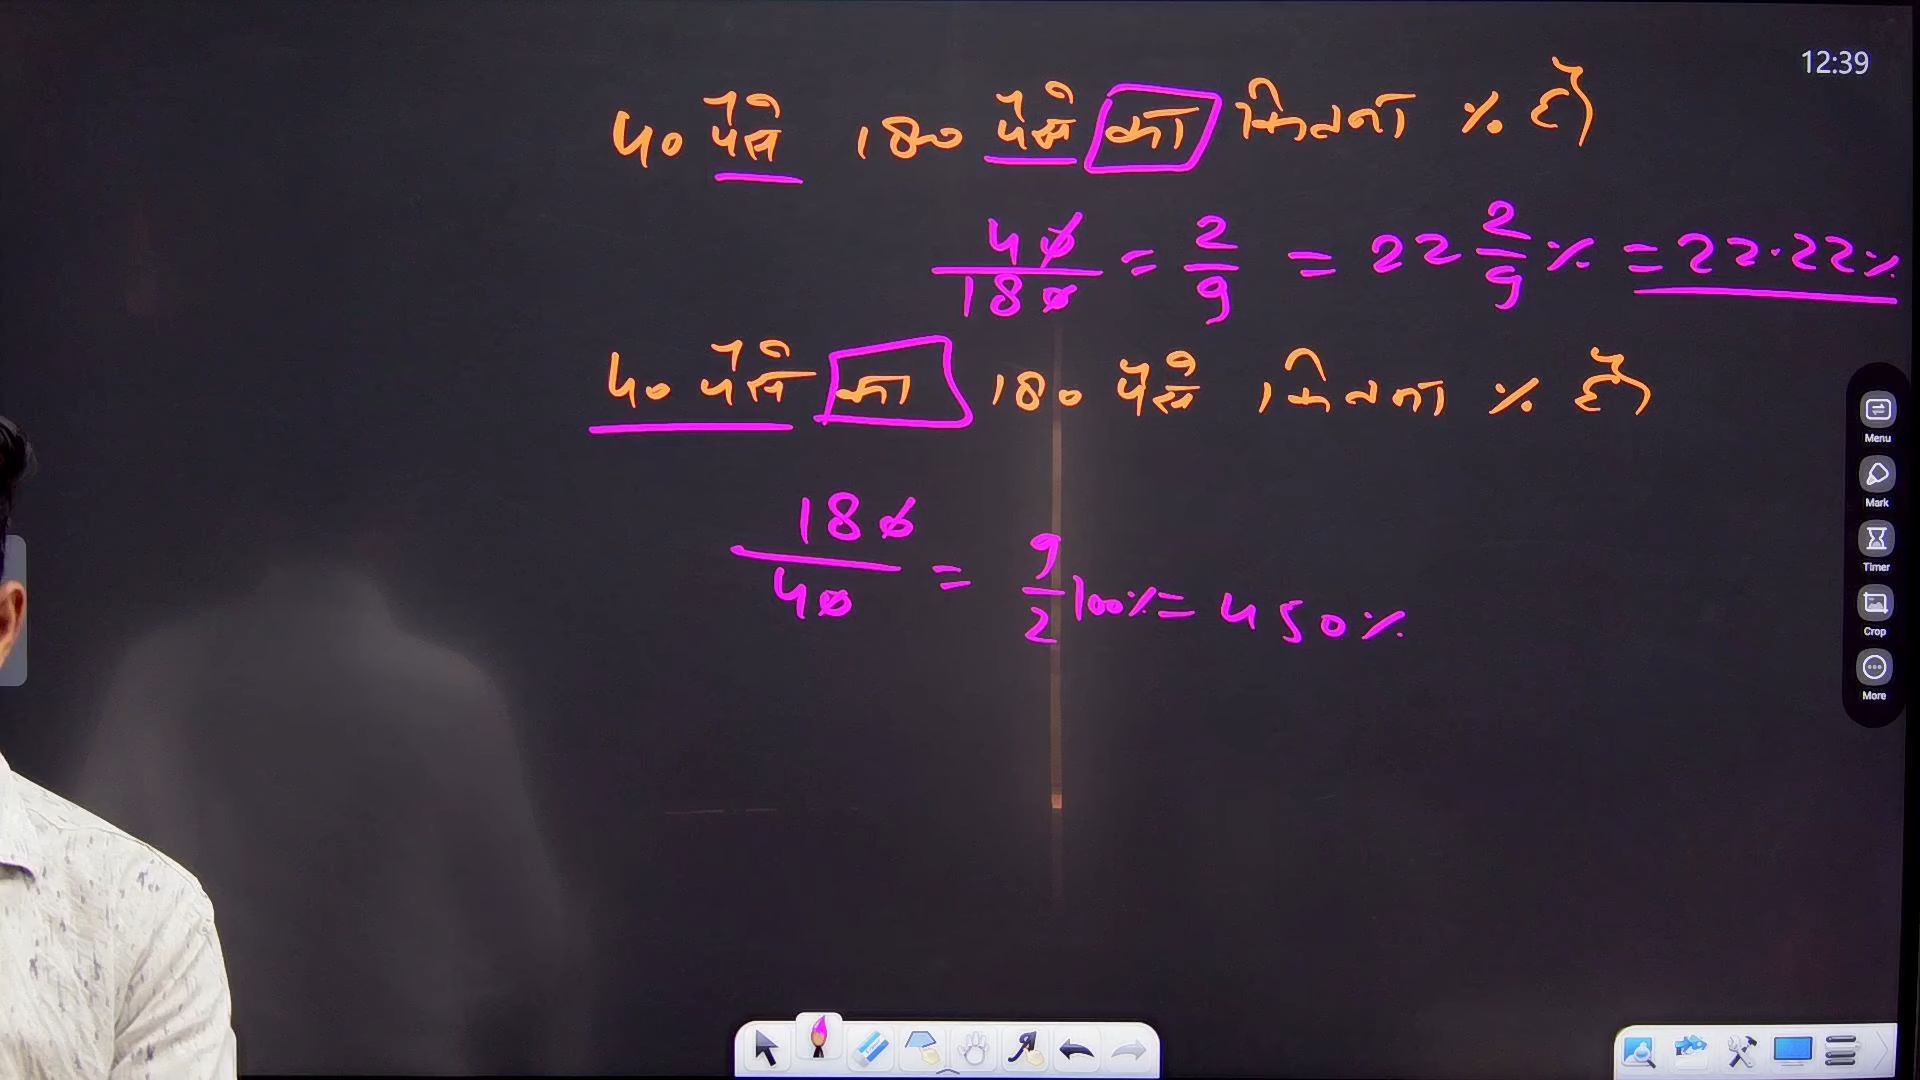 12:39
40 पैसे 180 पैसे का कितना % है
40/180 = 2/9 = 22 2/9 % = 22.22%
40 पैसे का 180 पैसे कितना % है
180/40 = 9/2 100% = 450%
Menu
Mark
Timer
Crop
More